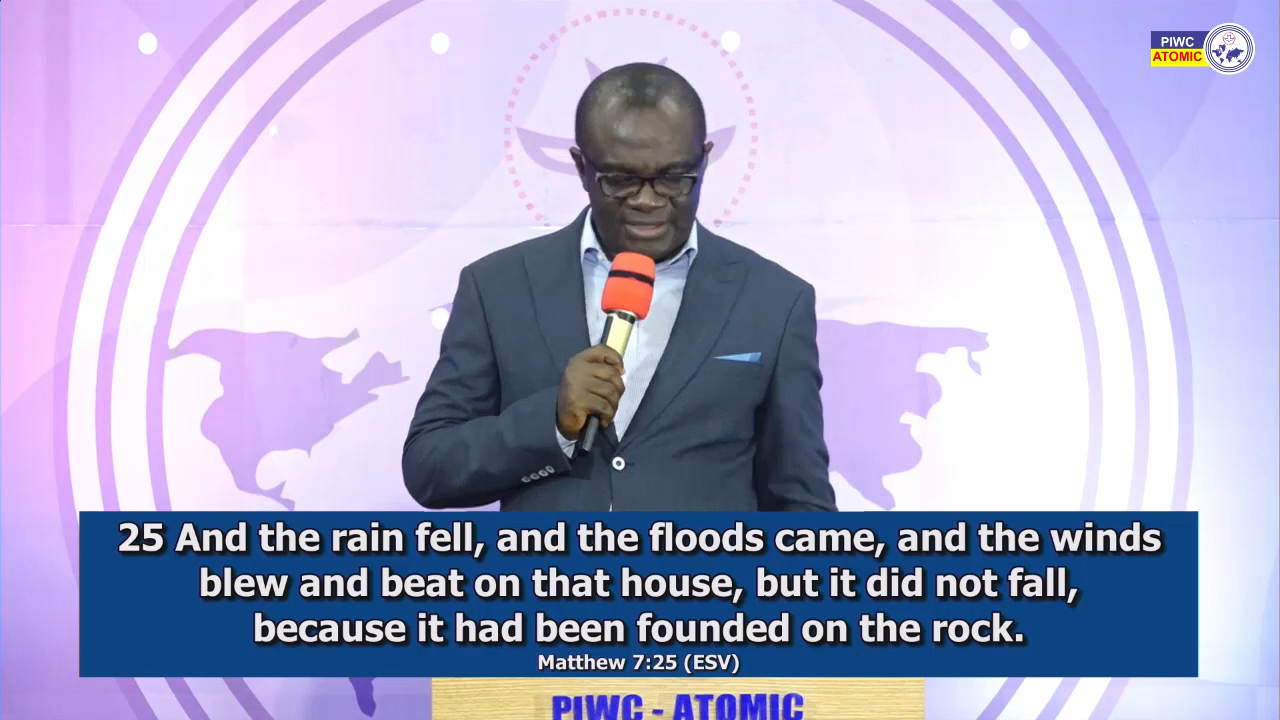 PIWC
ATOMIC
25 And the rain fell, and the floods came, and the winds
blew and beat on that house, but it did not fall,
because it had been founded on the rock.
Matthew 7:25 (ESV)
PIWC - ATOMIC